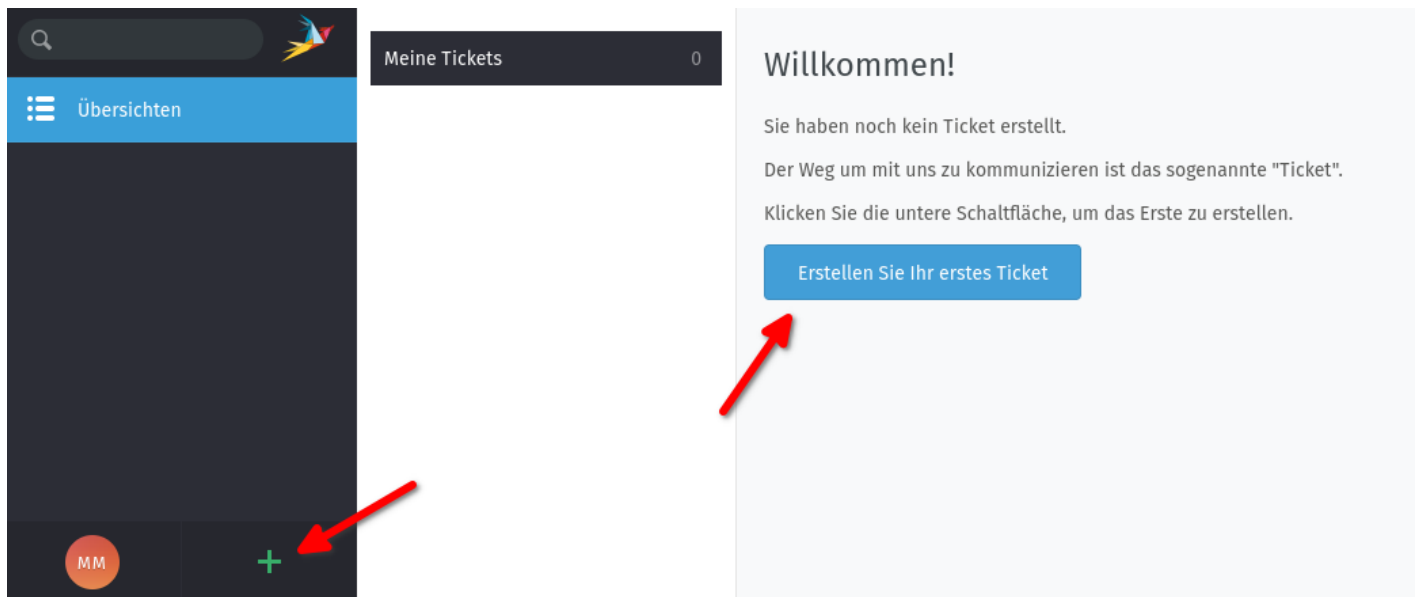 Übersichten
MM
Meine Tickets 0
Willkommen!
Sie haben noch kein Ticket erstellt.
Der Weg um mit uns zu kommunizieren ist das sogenannte "Ticket".
Klicken Sie die untere Schaltfläche, um das Erste zu erstellen.
Erstellen Sie Ihr erstes Ticket